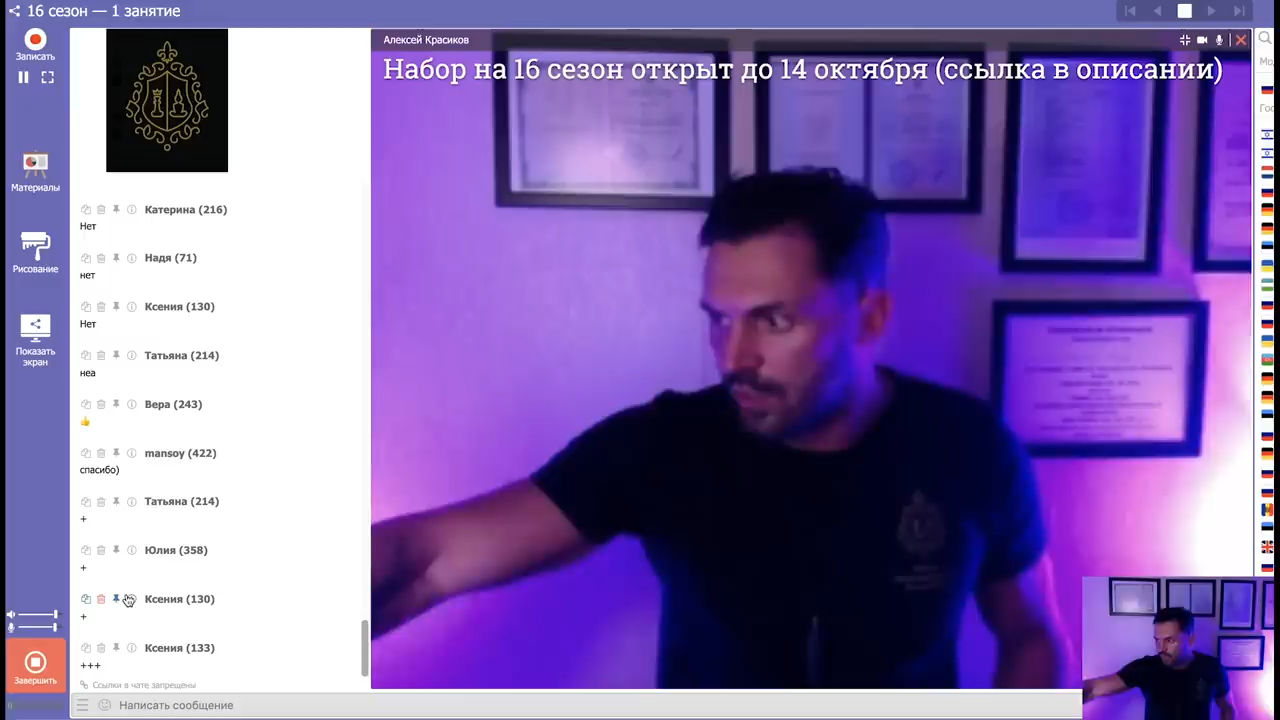 16 сезон — 1 занятие
Записать
Материалы
Рисование
Показать
экран
Завершить
Катерина (216)
Нет
Надя (71)
нет
Ксения (130)
Нет
Татьяна (214)
неа
Вера (243)
mansoy (422)
спасибо)
Татьяна (214)
+
Юлия (358)
+
Ксения (130)
+
Ксения (133)
+++
Ссылки в чате запрещены
Написать сообщение
Алексей Красиков
Набор на 16 сезон открыт до 14 октября (ссылка в описании)